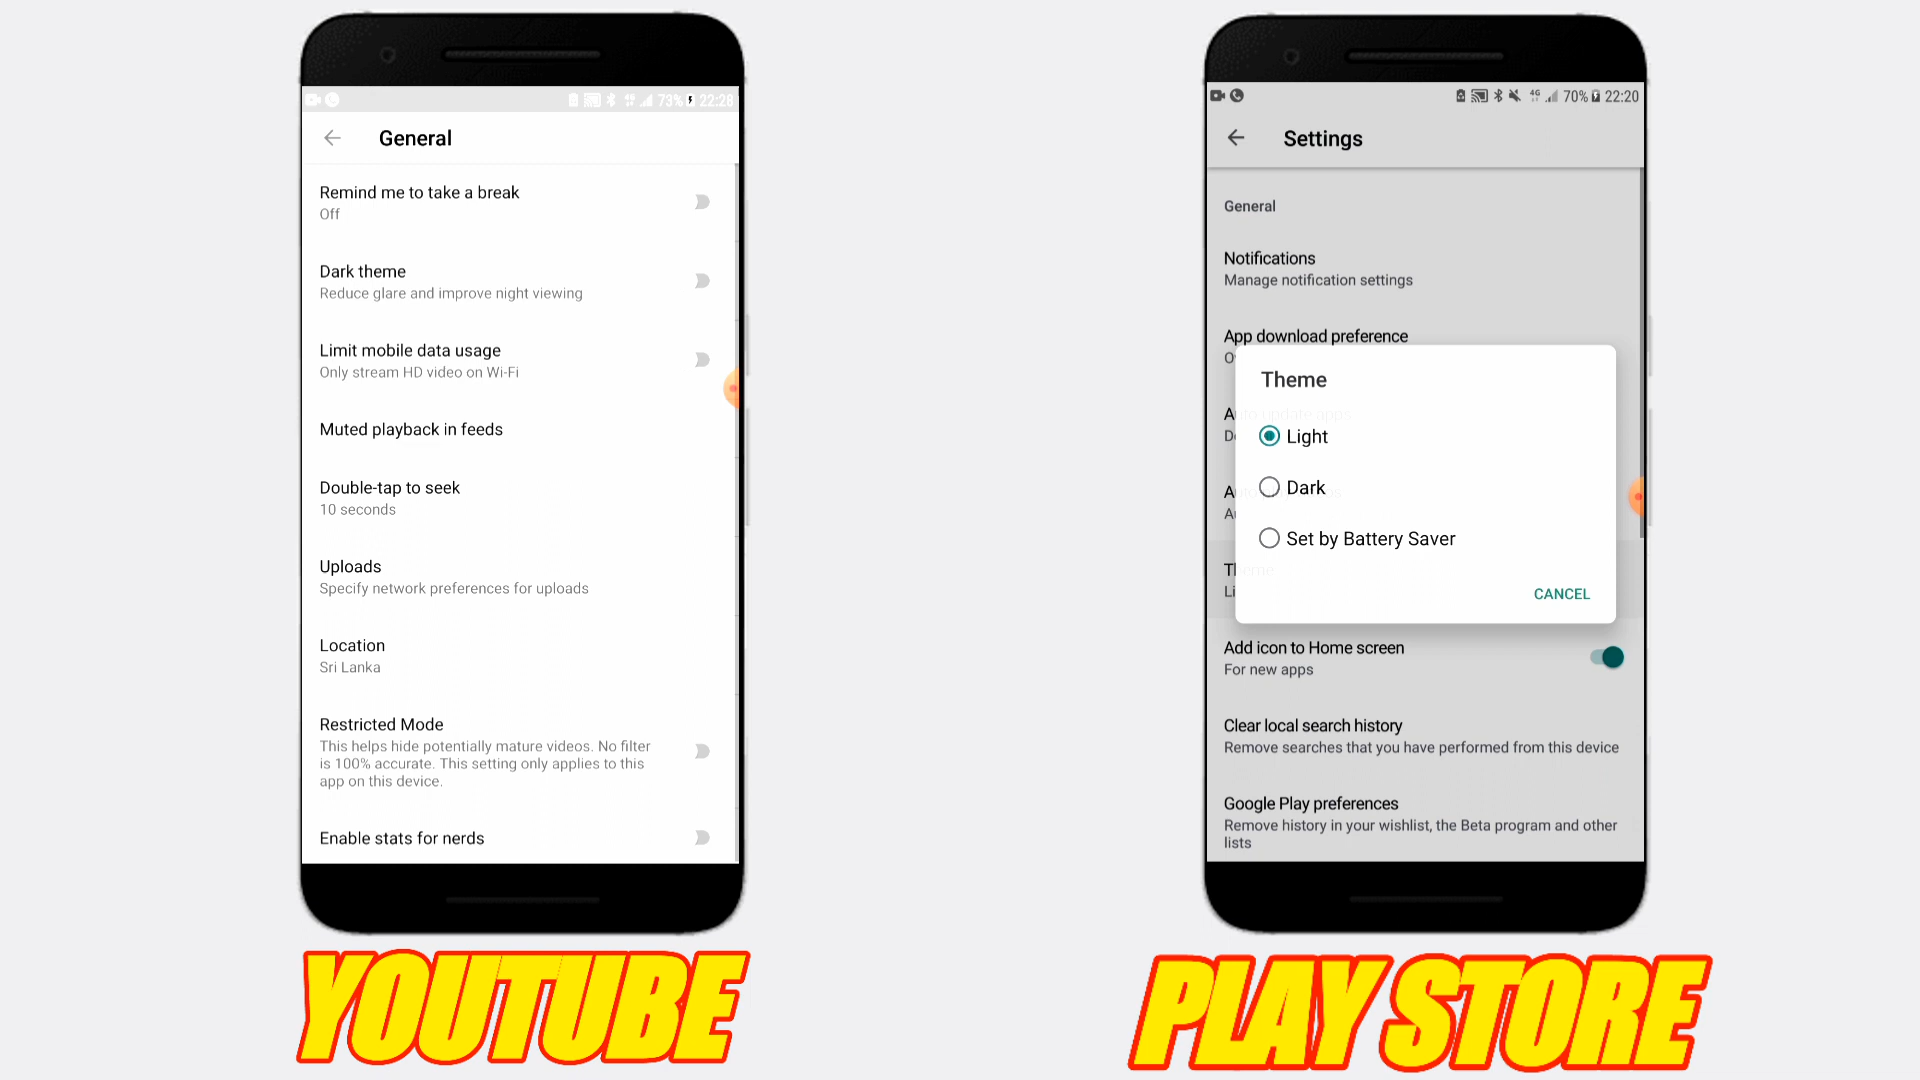 73% 22:28
General
Remind me to take a break
Off
Dark theme
Reduce glare and improve night viewing
Limit mobile data usage
Only stream HD video on Wi-Fi
Muted playback in feeds
Double-tap to seek
10 seconds
Uploads
Specify network preferences for uploads
Location
Sri Lanka
Restricted Mode
This helps hide potentially mature videos. No filter
is 100% accurate. This setting only applies to this
app on this device.
Enable stats for nerds
YOUTUBE
4G 70% 22:20
Settings
General
Notifications
Manage notification settings
App download preference
Theme
Light
Dark
Set by Battery Saver
CANCEL
Add icon to Home screen
For new apps
Clear local search history
Remove searches that you have performed from this device
Google Play preferences
Remove history in your wishlist, the Beta program and other
lists
PLAY STORE